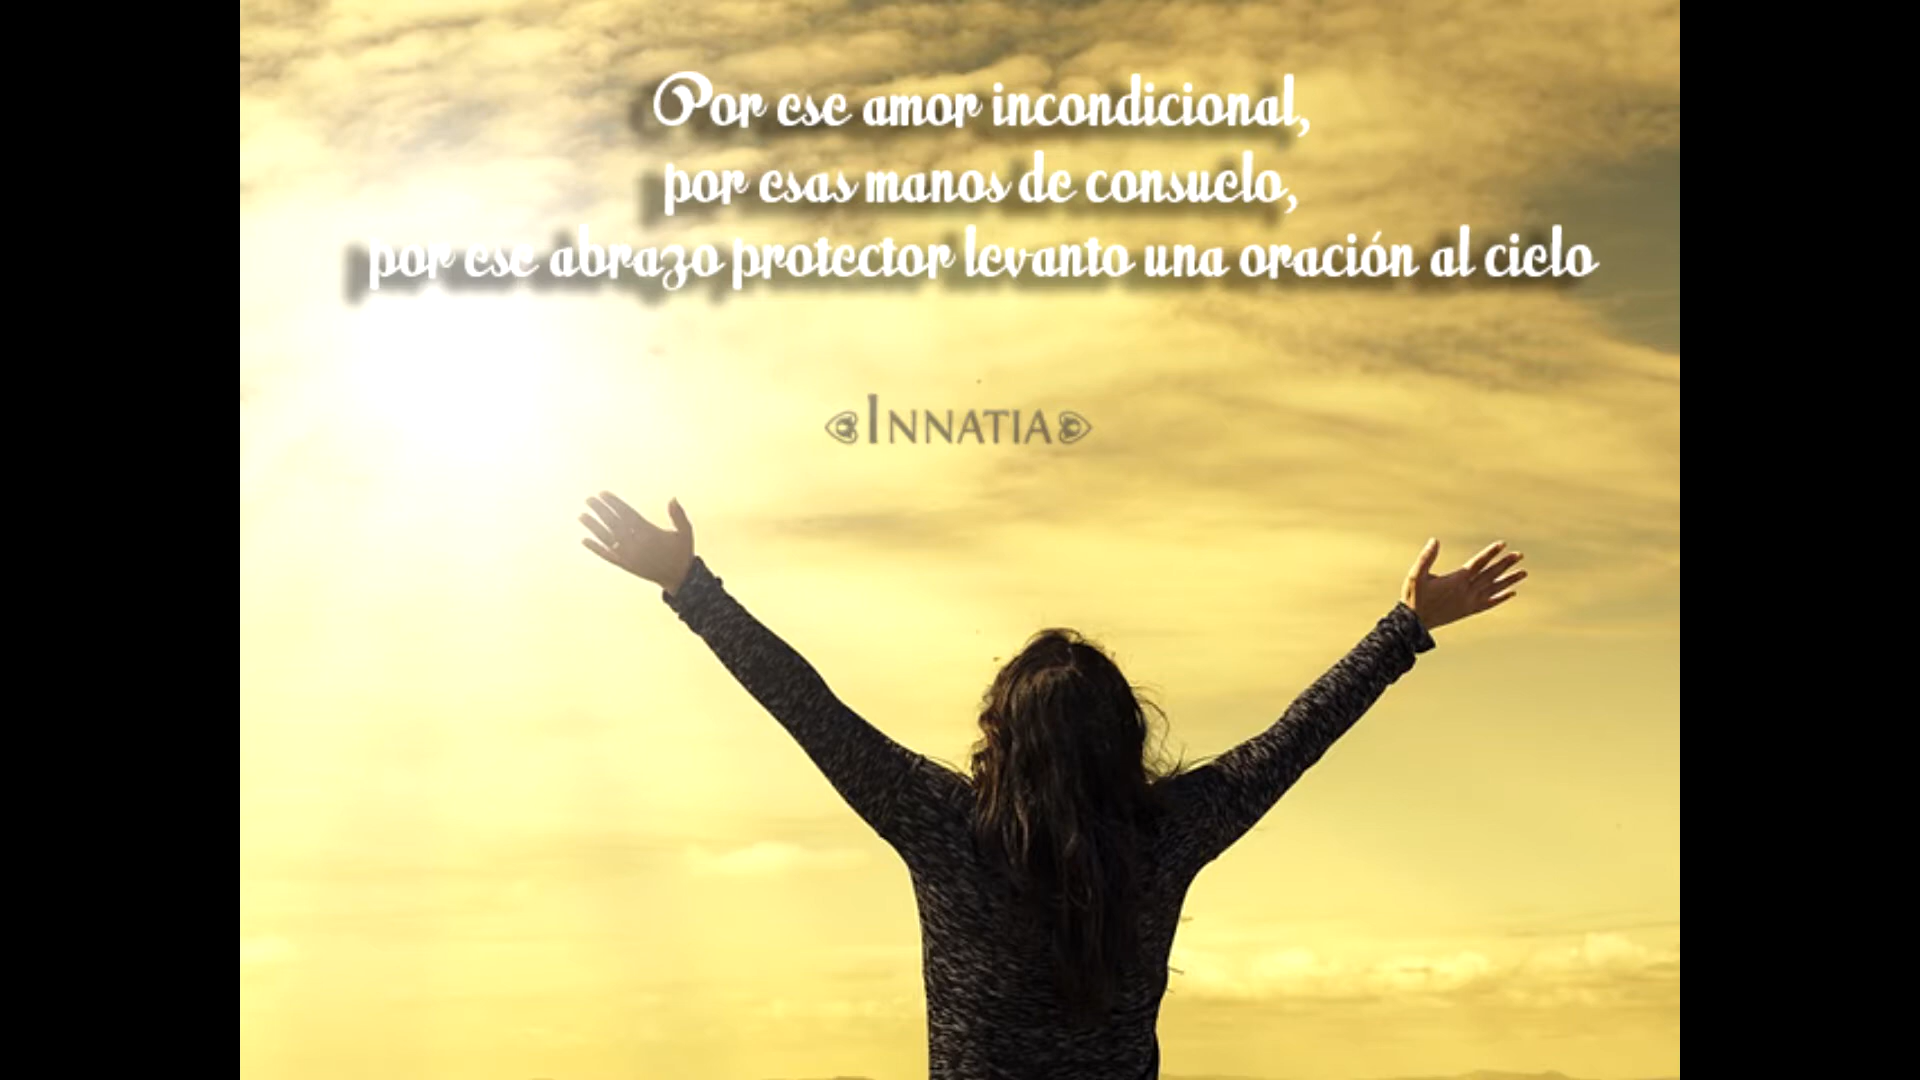 Por ese amor incondicional,
por esas manos de consuelo,
por ese abrazo protector levanto una oración al cielo
INNATIA